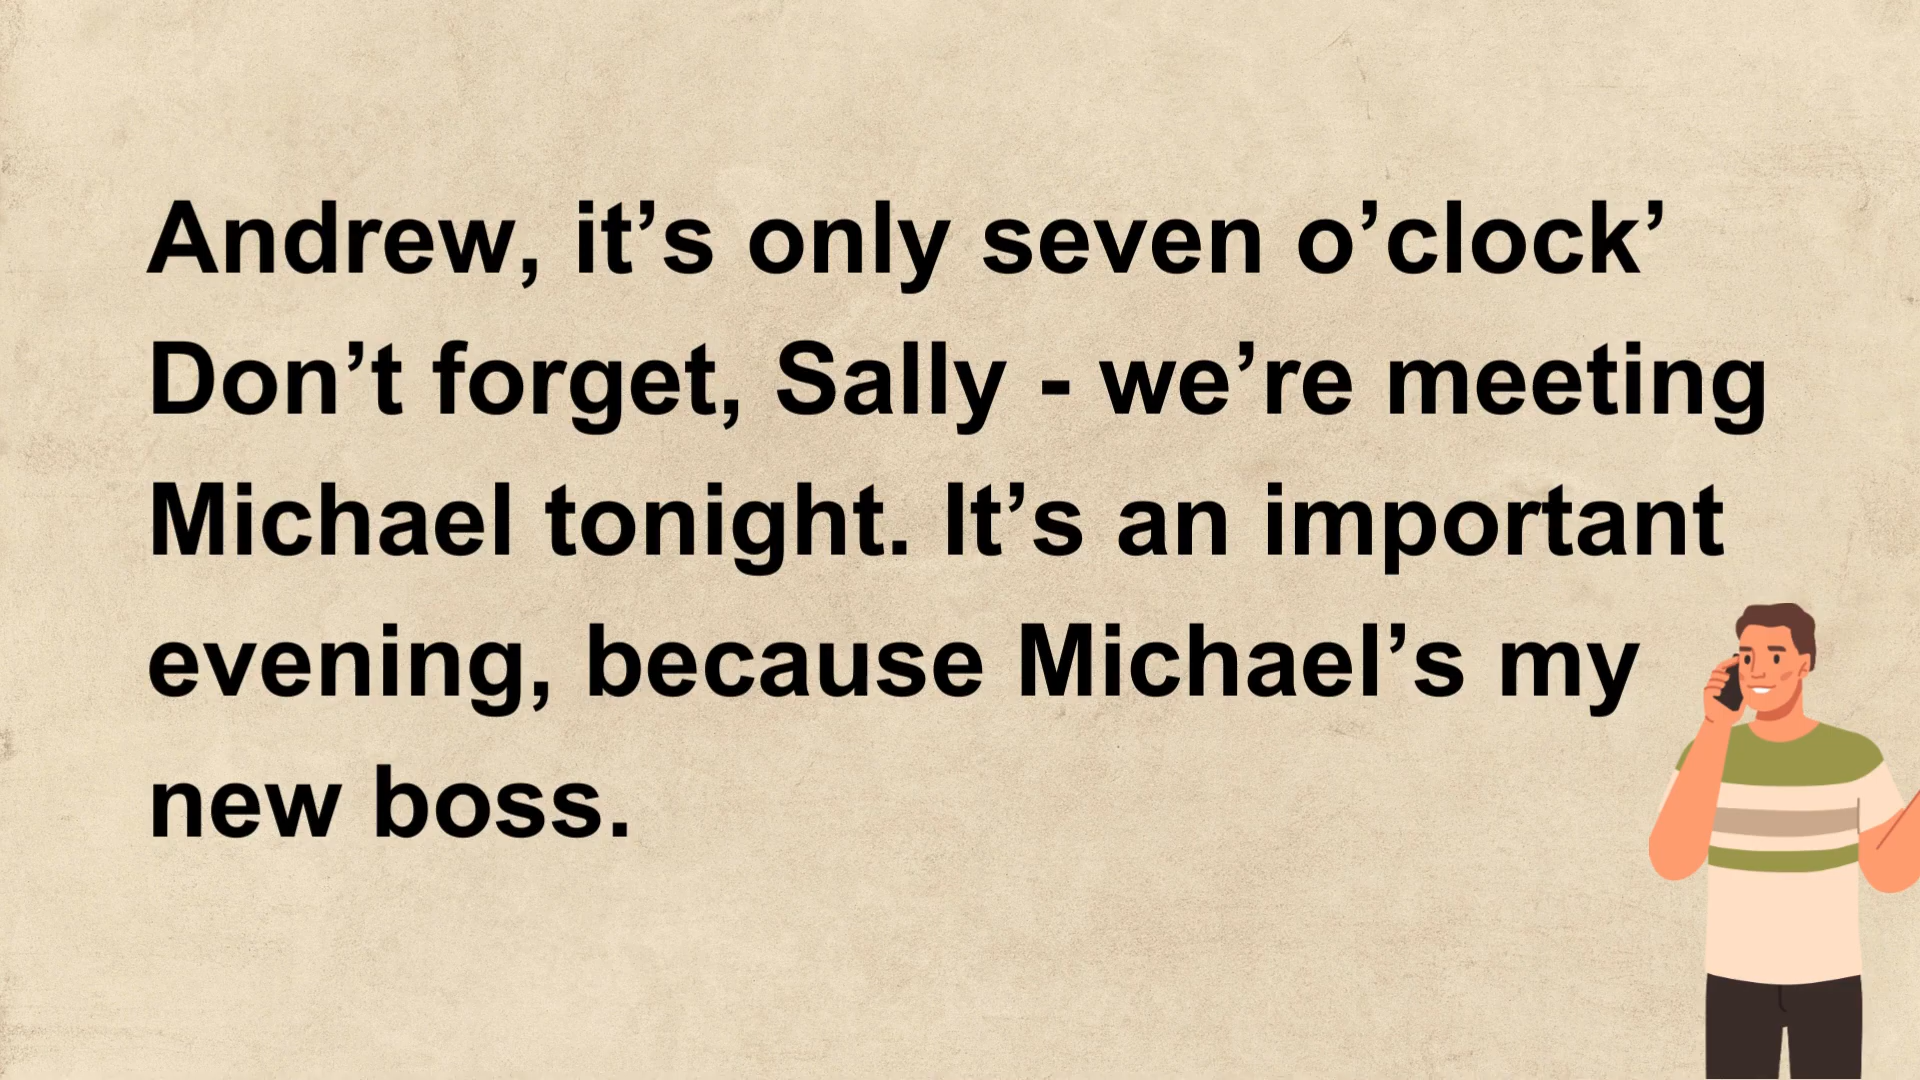 Andrew, it’s only seven o’clock’
Don’t forget, Sally - we’re meeting
Michael tonight. It’s an important
evening, because Michael’s my
new boss.